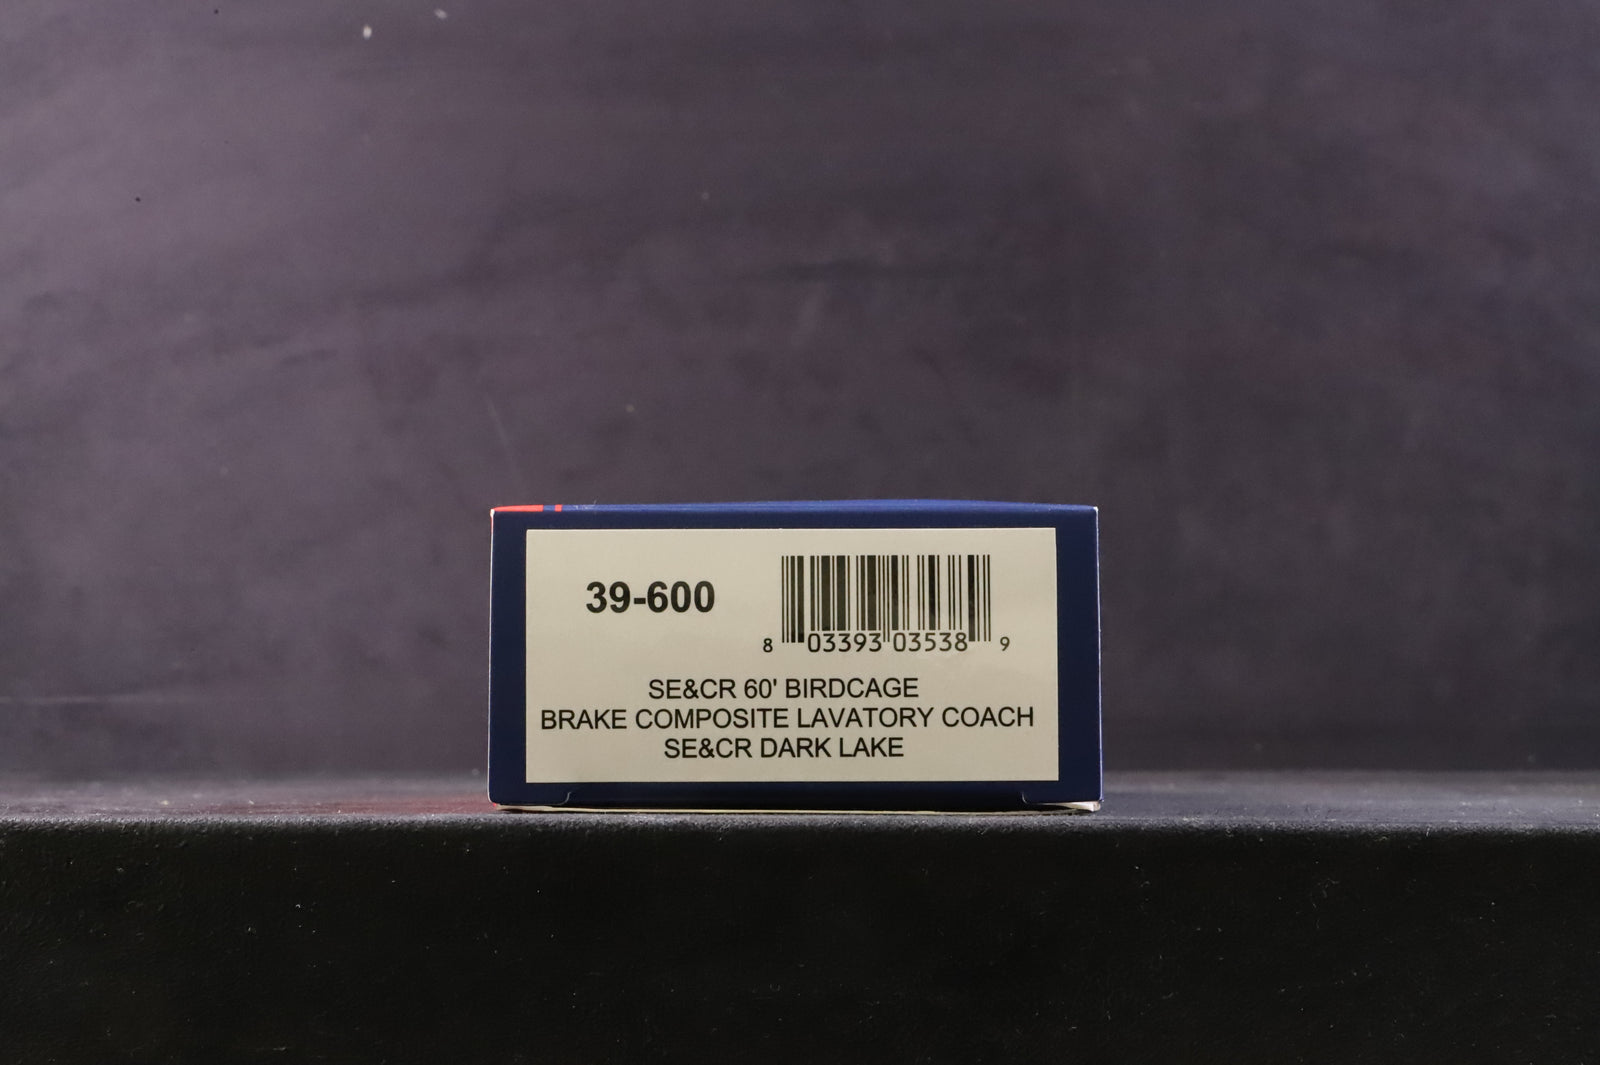 39-600
8 03393 03538 9
SE&CR 60' BIRDCAGE
BRAKE COMPOSITE LAVATORY COACH
SE&CR DARK LAKE